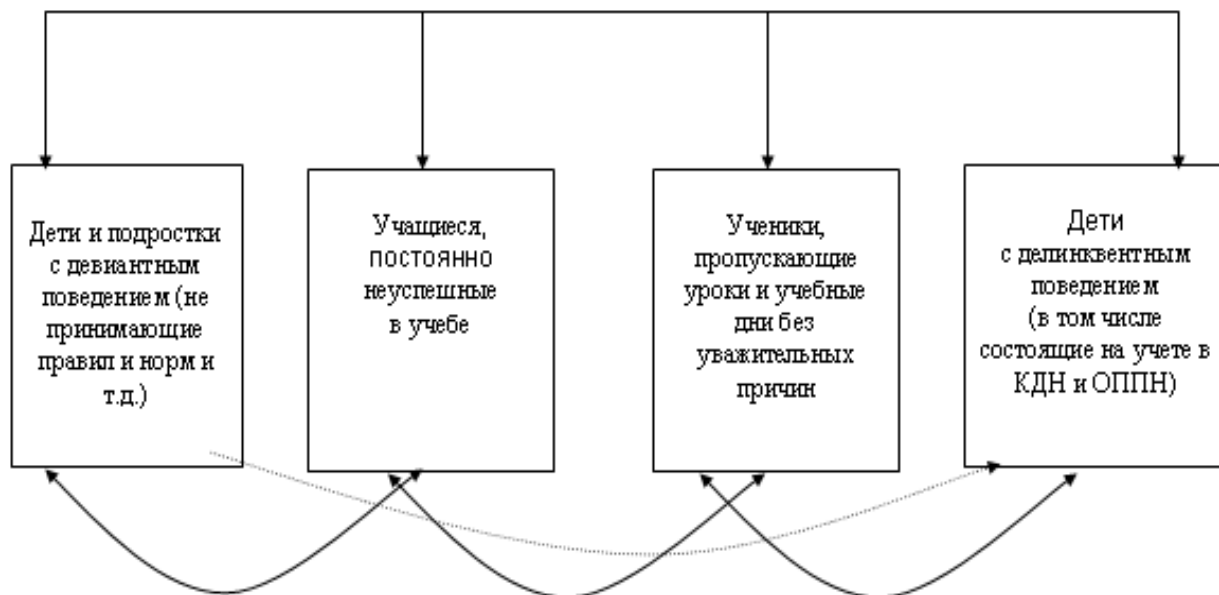 Дети и подростки
с девиантным
поведением (не
принимающие
правил и норм и
т.д.)
Учащиеся,
постоянно
неуспешные
в учебе
Ученики,
пропускающие
уроки и учебные
дни без
уважительных
причин
Дети
с делинквентным
поведением
(в том числе
состоящие на учете в
КДН и ОППН)